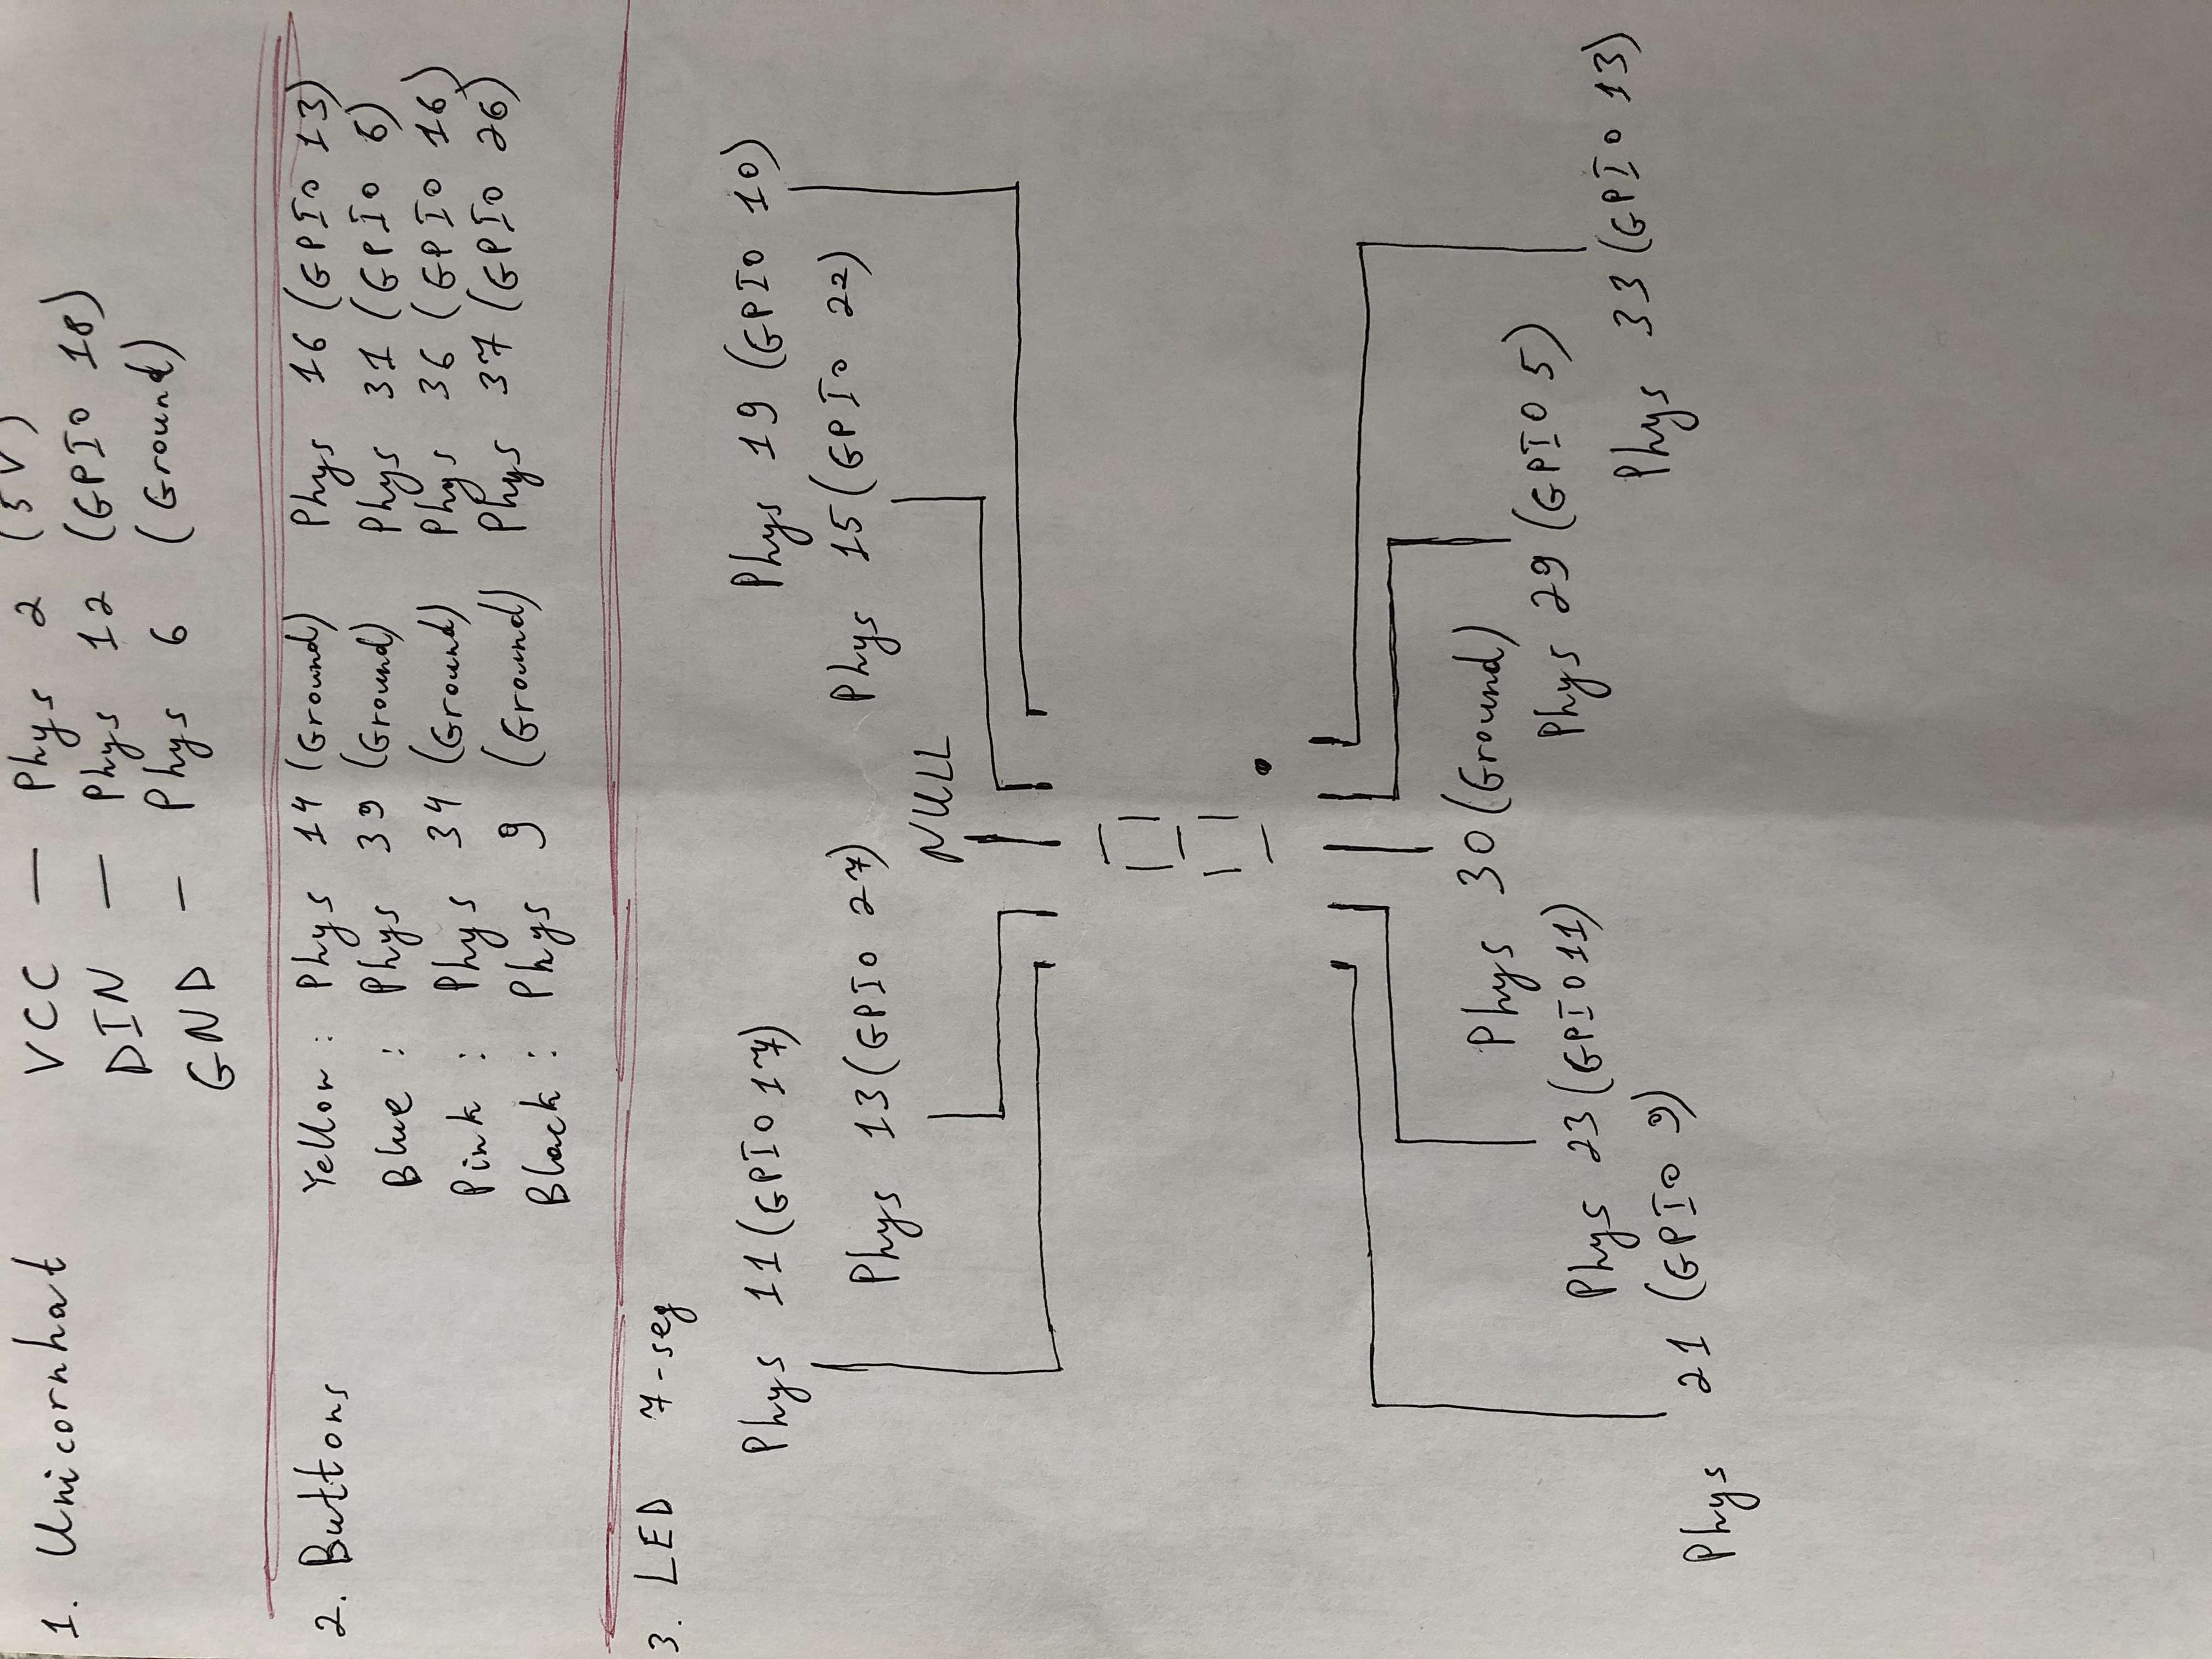 1. Unicornhat VCC — Phys 2 (5V)
DIN — Phys 12 (GPIO 18)
GND — Phys 6 (Ground)
2. Buttons Yellow : Phys 14 (Ground) Phys 16 (GPIO 13)
Blue : Phys 39 (Ground) Phys 31 (GPIO 6)
Pink : Phys 34 (Ground) Phys 36 (GPIO 16)
Black : Phys 9 (Ground) Phys 37 (GPIO 26)
3. LED 7-seg
Phys 11 (GPIO 17) Phys 19 (GPIO 10)
Phys 13 (GPIO 27) Phys 15 (GPIO 22)
NULL
Phys 30 (Ground)
Phys 23 (GPIO 11) Phys 29 (GPIO 5)
Phys 21 (GPIO 9) Phys 33 (GPIO 13)